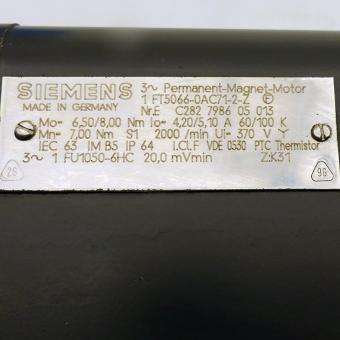 SIEMENS 3~ Permanent-Magnet-Motor
MADE IN GERMANY 1 FT5066-0AC71-2-Z Ⓔ
Nr.E C282 7986 05 013
Mo= 6,50/8,00 Nm Io= 4,20/5,10 A 60/100 K
Mn= 7,00 Nm S1 2000 /min UI= 370 V Y
IEC 63 IM B5 IP 64 I.CL.F VDE 0530 PTC Thermistor
3~ 1 FU1050-6HC 20,0 mVmin Z:K31